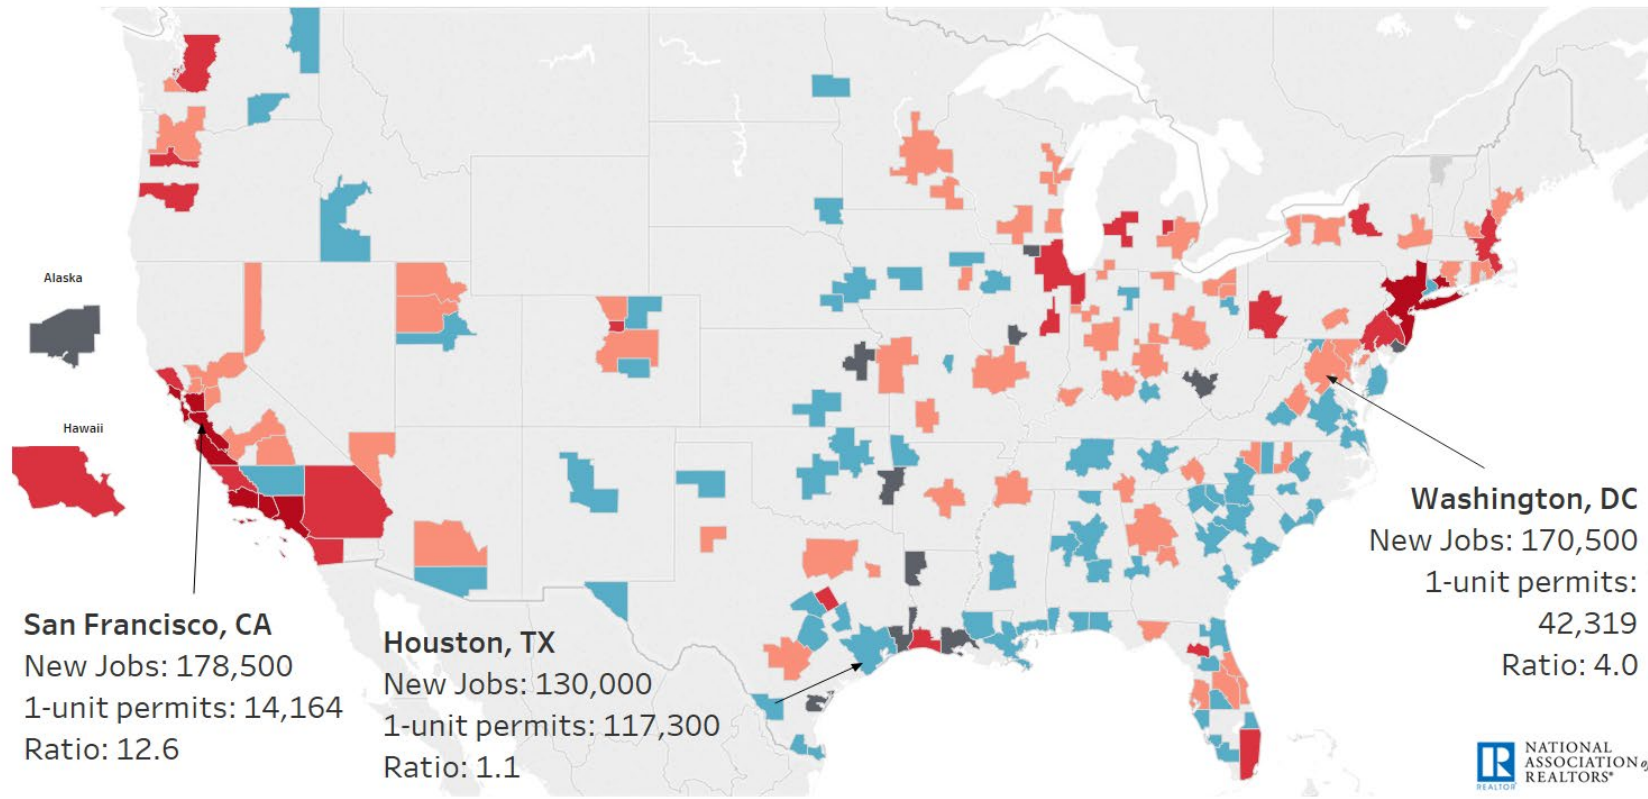 Alaska
Hawaii
San Francisco, CA
New Jobs: 178,500
1-unit permits: 14,164
Ratio: 12.6
Houston, TX
New Jobs: 130,000
1-unit permits: 117,300
Ratio: 1.1
Washington, DC
New Jobs: 170,500
1-unit permits:
42,319
Ratio: 4.0
R
REALTOR®
NATIONAL
ASSOCIATION of
REALTORS®